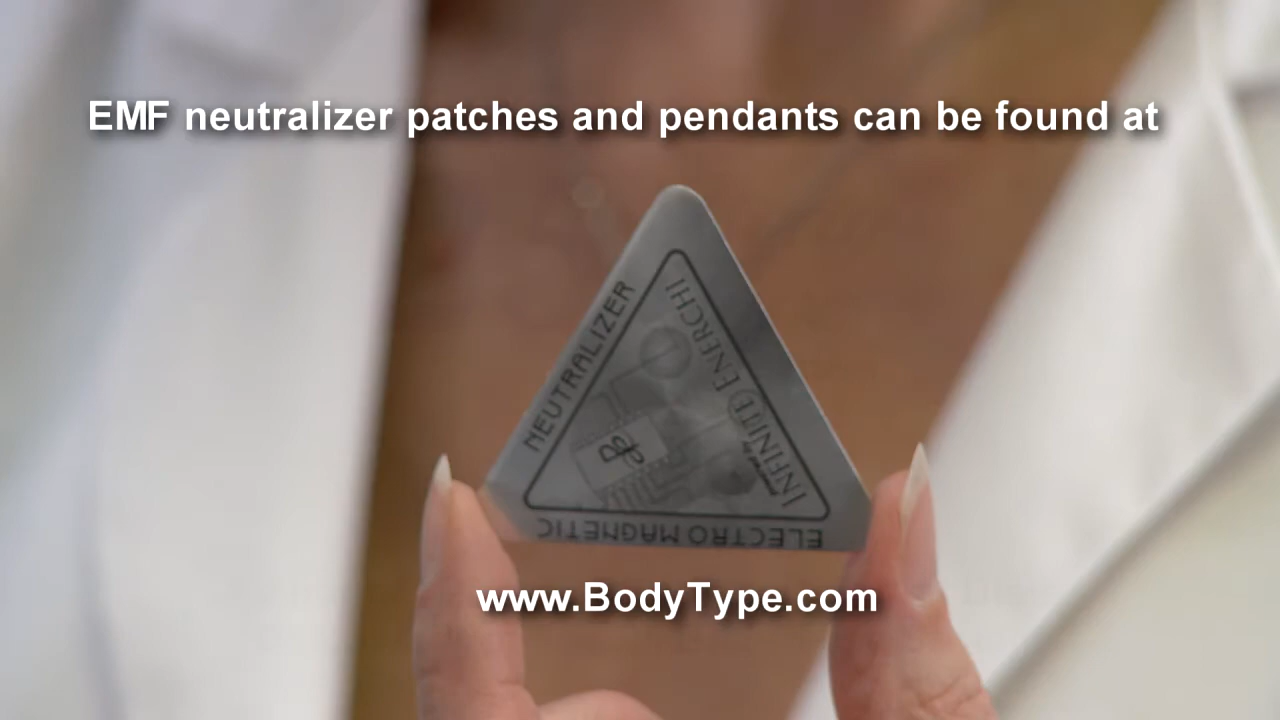 EMF neutralizer patches and pendants can be found at
NEUTRALIZER
INFINITE ENERCHI
ELECTRO MAGNETIC
www.BodyType.com